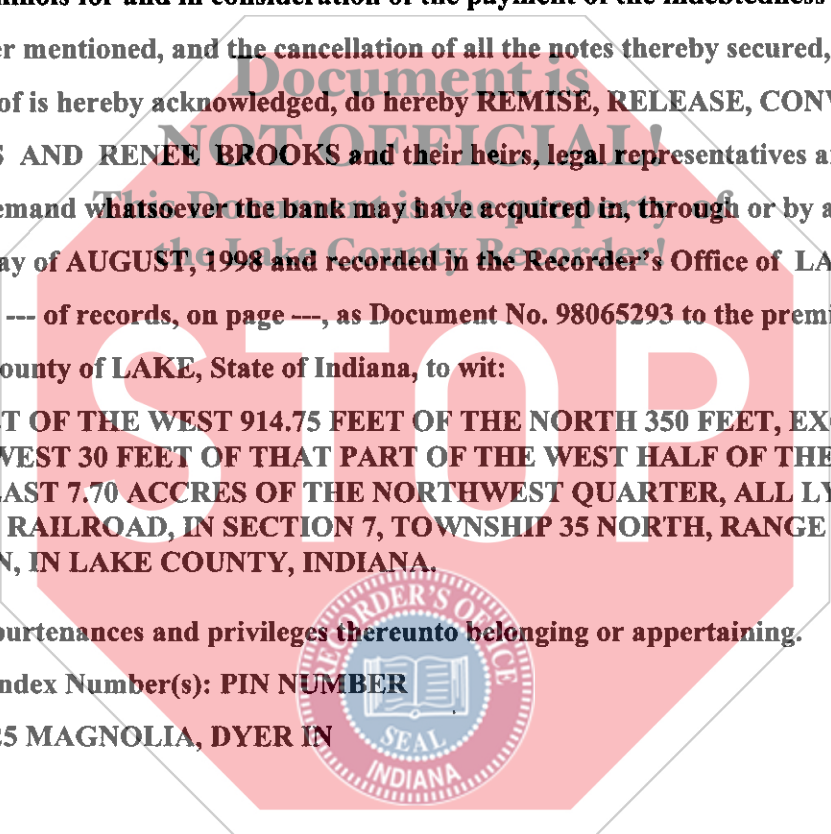 for and in consideration of the payment of the indebtedness
er mentioned, and the cancellation of all the notes thereby secured,
Document is
of is hereby acknowledged, do hereby REMISE, RELEASE, CONV
NOT OFFICIAL!
S AND RENEE BROOKS and their heirs, legal representatives a
This Document is the property of
emand whatsoever the bank may have acquired in, through or by a
the Lake County Recorder!
ay of AUGUST, 1998 and recorded in the Recorder's Office of LA
--- of records, on page ---, as Document No. 98065293 to the premi
ounty of LAKE, State of Indiana, to wit:
STOP
T OF THE WEST 914.75 FEET OF THE NORTH 350 FEET, EX
WEST 30 FEET OF THAT PART OF THE WEST HALF OF THE
EAST 7.70 ACCRES OF THE NORTHWEST QUARTER, ALL LY
RAILROAD, IN SECTION 7, TOWNSHIP 35 NORTH, RANGE
N, IN LAKE COUNTY, INDIANA.
purtenances and privileges thereunto belonging or appertaining.
ndex Number(s): PIN NUMBER
25 MAGNOLIA, DYER IN
RECORDER'S OFFICE
SEAL
INDIANA